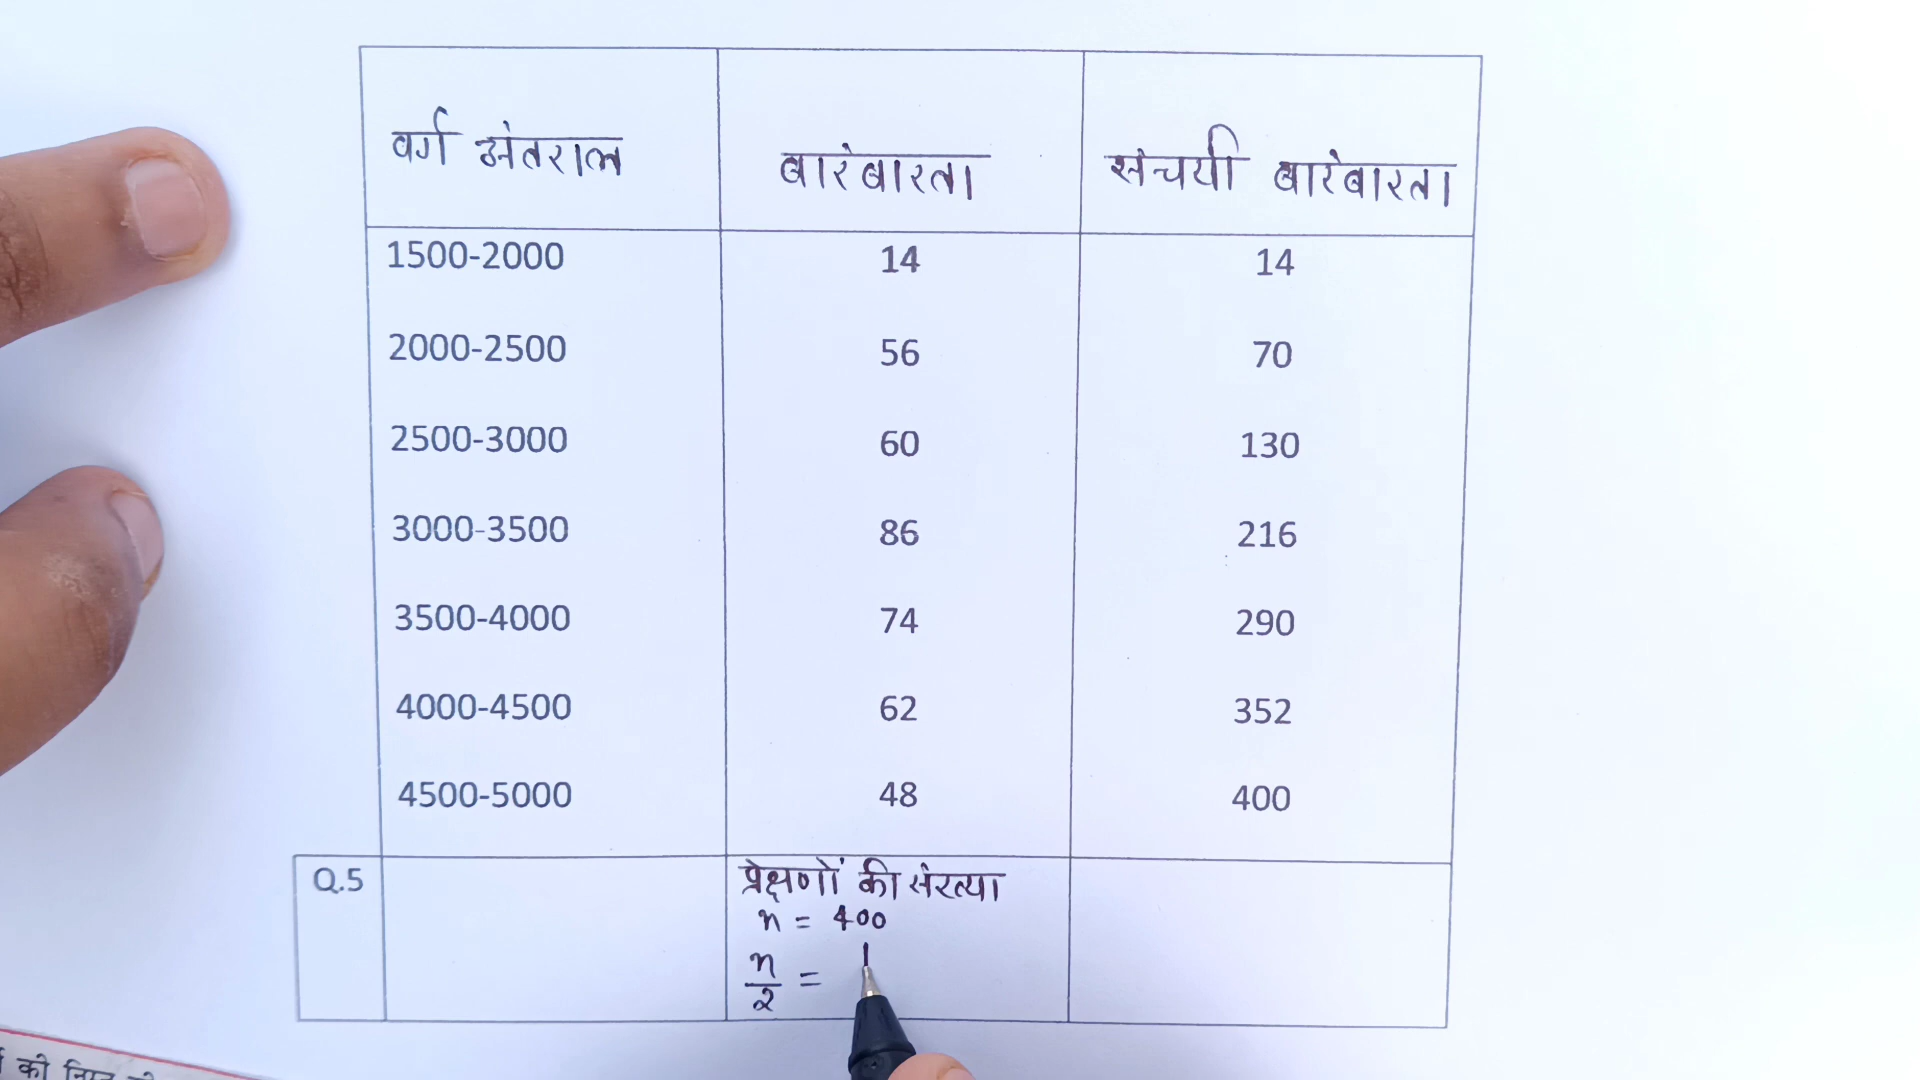 वर्ग अंतराल बारंबारता संचयी बारंबारता
1500-2000 14 14
2000-2500 56 70
2500-3000 60 130
3000-3500 86 216
3500-4000 74 290
4000-4500 62 352
4500-5000 48 400
Q.5 प्रेक्षणों की संख्या
n = 400
n/2 =
को